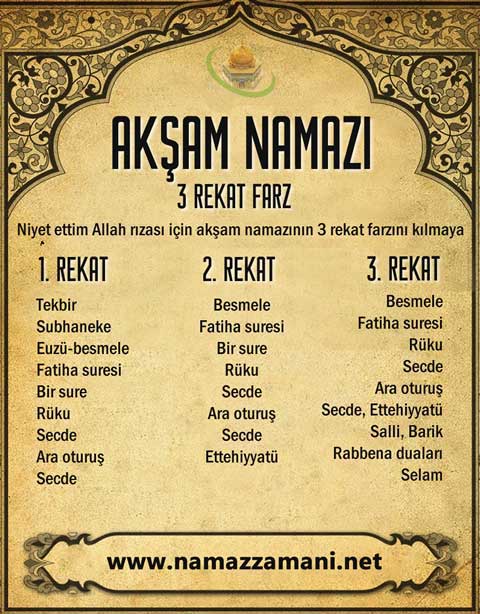 AKŞAM NAMAZI
3 REKAT FARZ
Niyet ettim Allah rızası için akşam namazının 3 rekat farzını kılmaya
1. REKAT
Tekbir
Subhaneke
Euzü-besmele
Fatiha suresi
Bir sure
Rüku
Secde
Ara oturuş
Secde
2. REKAT
Besmele
Fatiha suresi
Bir sure
Rüku
Secde
Ara oturuş
Secde
Ettehiyyatü
3. REKAT
Besmele
Fatiha suresi
Rüku
Secde
Ara oturuş
Secde, Ettehiyyatü
Salli, Barik
Rabbena duaları
Selam
www.namazzamani.net